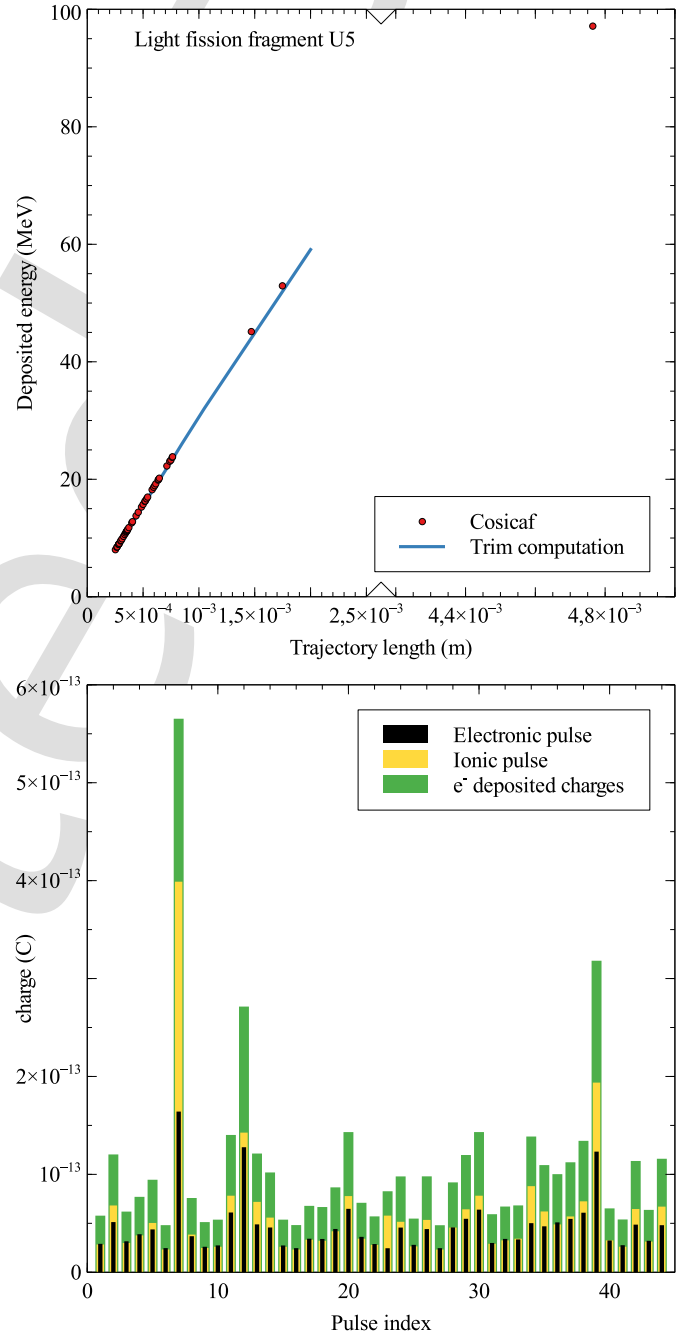 100
Light fission fragment U5
80
60
Deposited energy (MeV)
40
20
Cosicaf
Trim computation
0
0 5×10⁻⁴ 10⁻³ 1,5×10⁻³ 2,5×10⁻³ 4,4×10⁻³ 4,8×10⁻³
Trajectory length (m)
6×10⁻¹³
Electronic pulse
Ionic pulse
e⁻ deposited charges
5×10⁻¹³
4×10⁻¹³
charge (C)
2×10⁻¹³
10⁻¹³
0
0 10 20 30 40
Pulse index